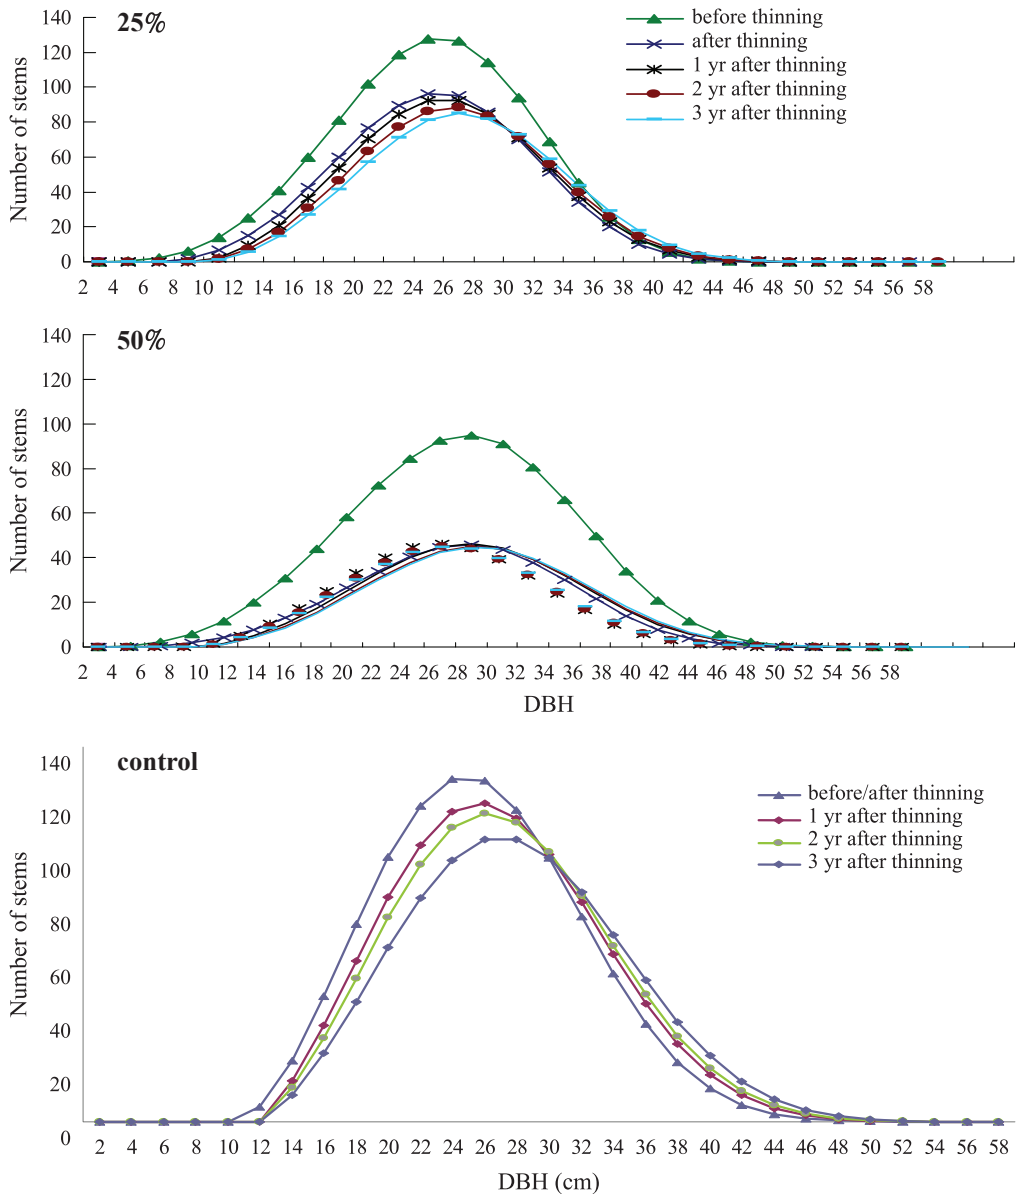 25%
before thinning
after thinning
1 yr after thinning
2 yr after thinning
3 yr after thinning
Number of stems
140
120
100
80
60
40
20
0
2 4 6 8 10 12 14 16 18 20 22 24 26 28 30 32 34 36 38 40 42 44 46 48 50 52 54 56 58
50%
Number of stems
140
120
100
80
60
40
20
0
2 4 6 8 10 12 14 16 18 20 22 24 26 28 30 32 34 36 38 40 42 44 46 48 50 52 54 56 58
DBH
control
before/after thinning
1 yr after thinning
2 yr after thinning
3 yr after thinning
Number of stems
140
120
100
80
60
40
20
0
2 4 6 8 10 12 14 16 18 20 22 24 26 28 30 32 34 36 38 40 42 44 46 48 50 52 54 56 58
DBH (cm)